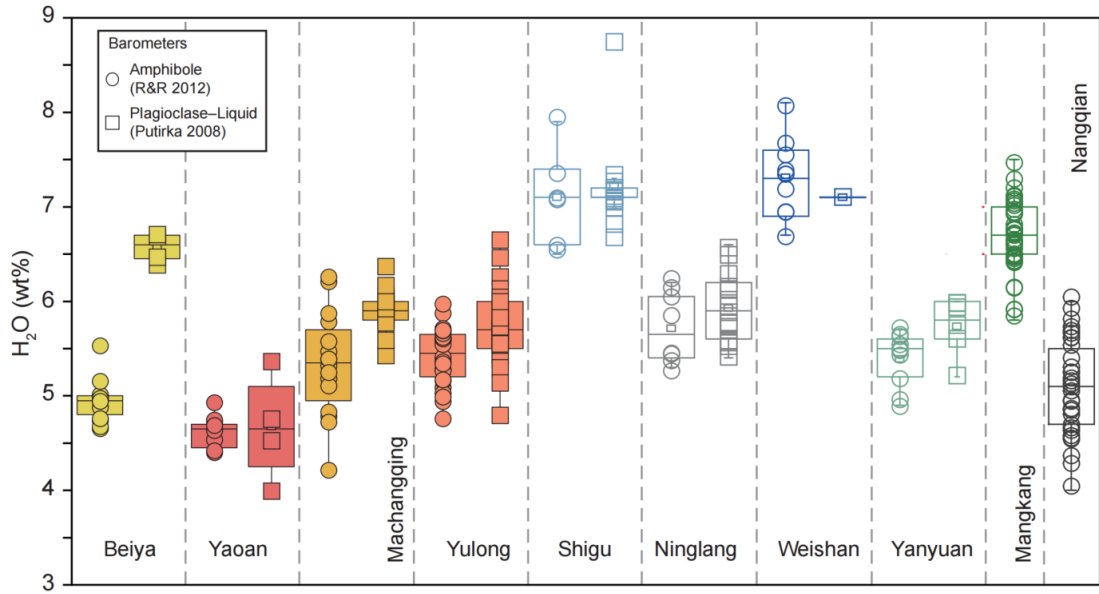 9
8
7
6
5
4
3
H₂O (wt%)
Barometers
Amphibole
(R&R 2012)
Plagioclase–Liquid
(Putirka 2008)
Beiya
Yaoan
Machangqing
Yulong
Shigu
Ninglang
Weishan
Yanyuan
Mangkang
Nangqian